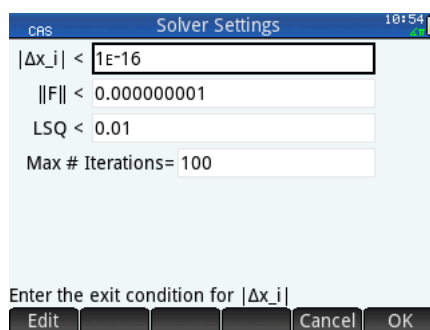 CAS Solver Settings 10:54
∡π
|Δx_i| < 1E-16
‖F‖ < 0.000000001
LSQ < 0.01
Max # Iterations= 100
Enter the exit condition for |Δx_i|
Edit Cancel OK